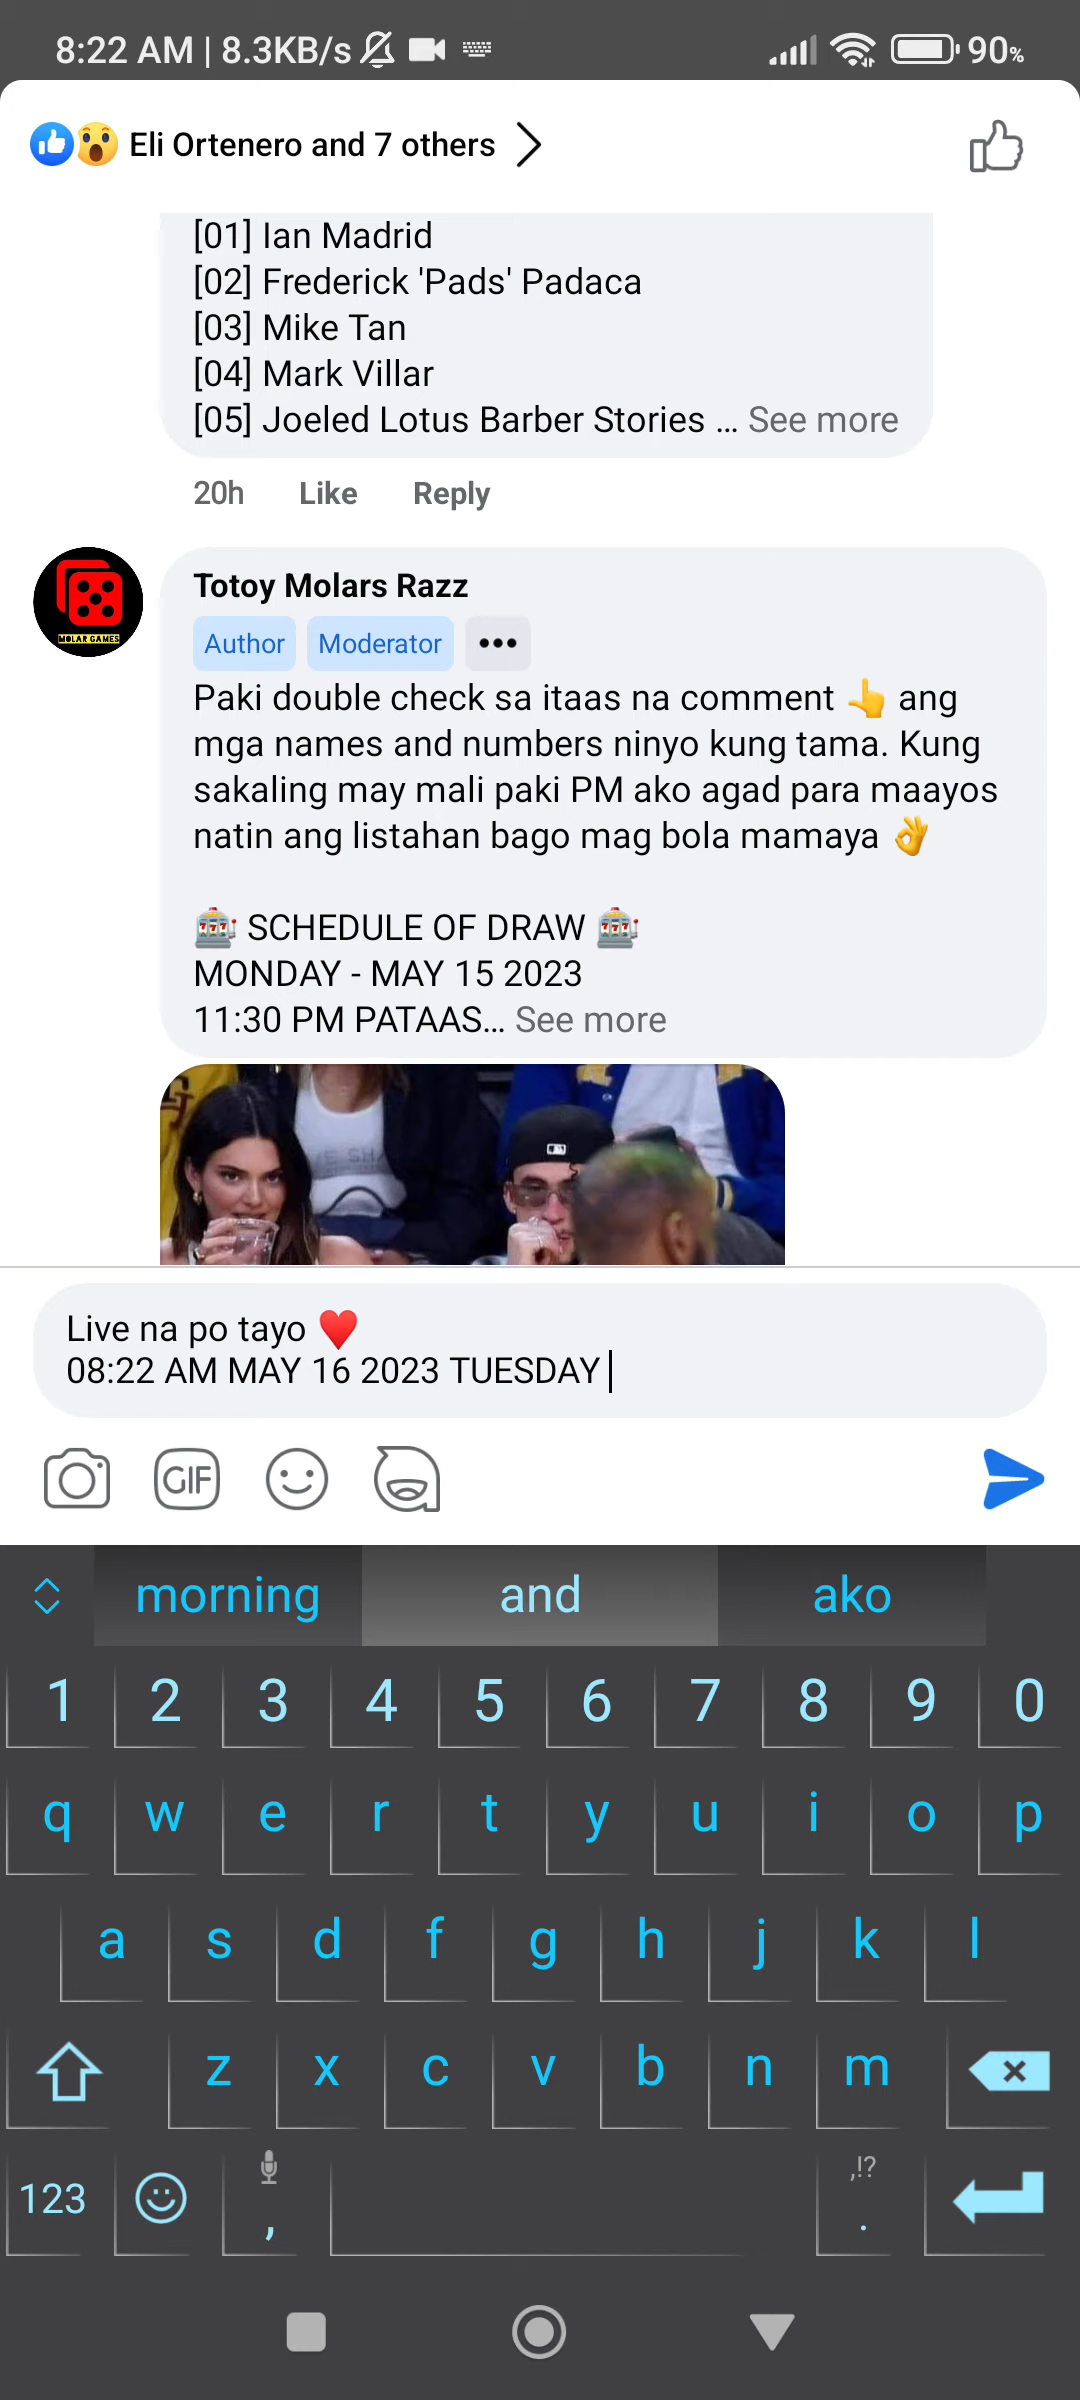 8:22 AM | 8.3KB/s 90%
Eli Ortenero and 7 others
[01] Ian Madrid
[02] Frederick 'Pads' Padaca
[03] Mike Tan
[04] Mark Villar
[05] Joeled Lotus Barber Stories ... See more
20h Like Reply
MOLAR GAMES
Totoy Molars Razz
Author Moderator •••
Paki double check sa itaas na comment 👆 ang
mga names and numbers ninyo kung tama. Kung
sakaling may mali paki PM ako agad para maayos
natin ang listahan bago mag bola mamaya 👌
🎰 SCHEDULE OF DRAW 🎰
MONDAY - MAY 15 2023
11:30 PM PATAAS... See more
Live na po tayo ♥️
08:22 AM MAY 16 2023 TUESDAY
GIF
morning and ako
1 2 3 4 5 6 7 8 9 0
q w e r t y u i o p
a s d f g h j k l
z x c v b n m
123 , ,!? .